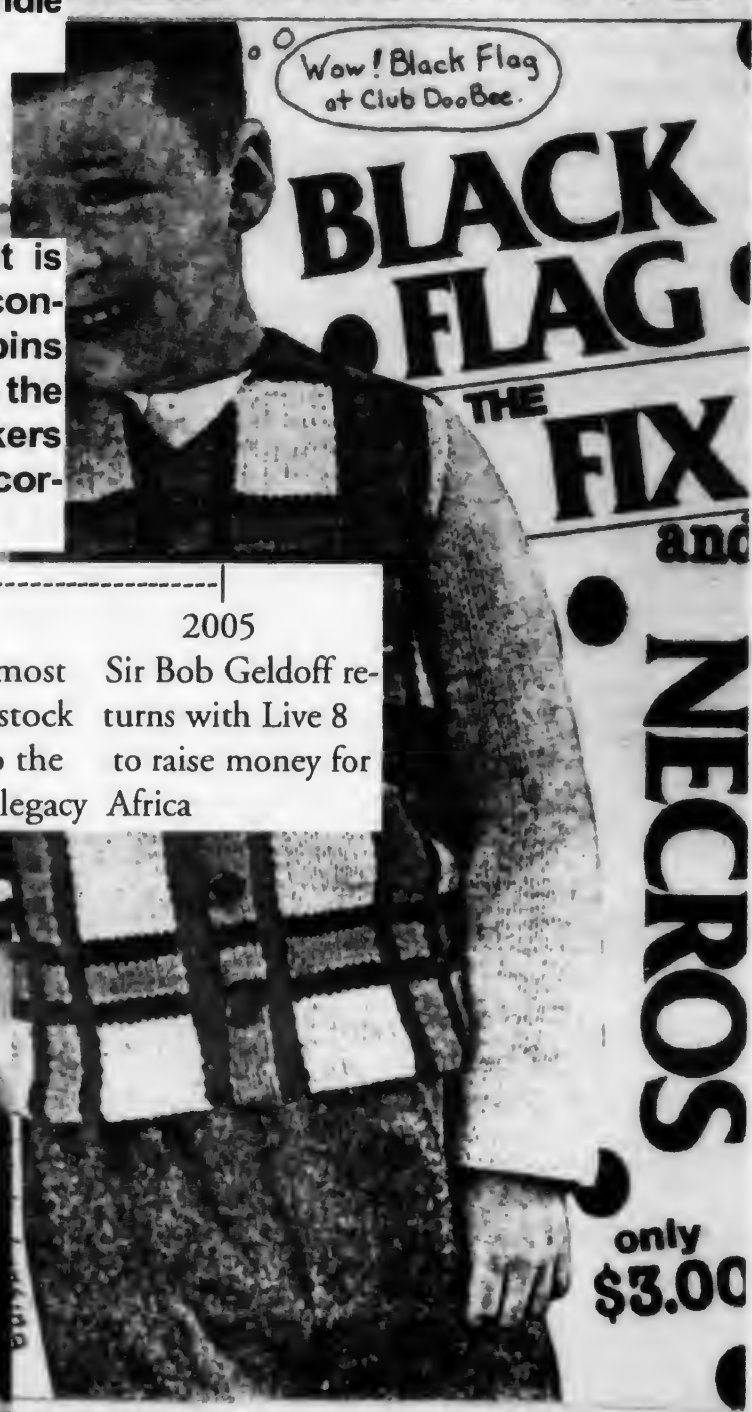 ndle
Wow! Black Flag
at Club DooBee.
BLACK
FLAG
THE
FIX
and
NECROS
only
$3.00
t is
con-
pins
the
kers
cor-
2005
most
stock
o the
legacy
Sir Bob Geldoff re-
turns with Live 8
to raise money for
Africa